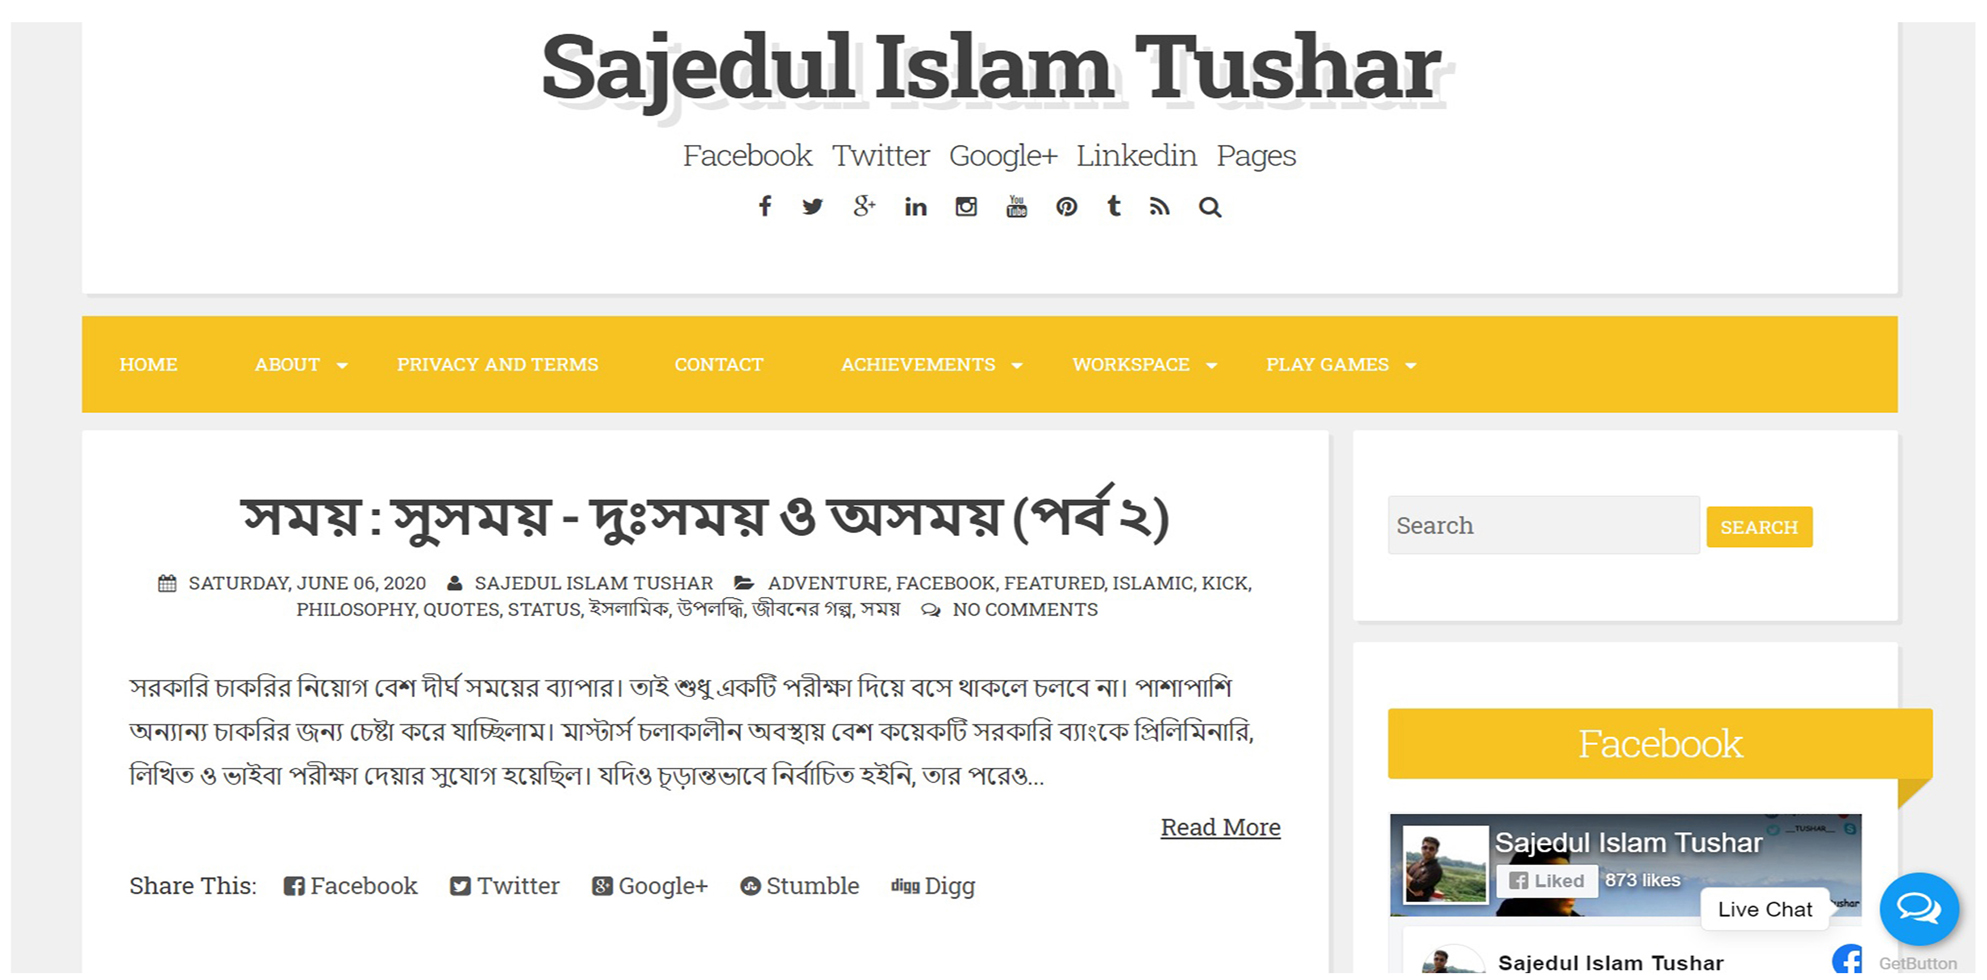 Sajedul Islam Tushar
Facebook Twitter Google+ Linkedin Pages
HOME ABOUT PRIVACY AND TERMS CONTACT ACHIEVEMENTS WORKSPACE PLAY GAMES
সময় : সুসময় - দুঃসময় ও অসময় (পর্ব ২)
SATURDAY, JUNE 06, 2020 SAJEDUL ISLAM TUSHAR ADVENTURE, FACEBOOK, FEATURED, ISLAMIC, KICK,
PHILOSOPHY, QUOTES, STATUS, ইসলামিক, উপলদ্ধি, জীবনের গল্প, সময় NO COMMENTS
সরকারি চাকরির নিয়োগ বেশ দীর্ঘ সময়ের ব্যাপার। তাই শুধু একটি পরীক্ষা দিয়ে বসে থাকলে চলবে না। পাশাপাশি
অন্যান্য চাকরির জন্য চেষ্টা করে যাচ্ছিলাম। মাস্টার্স চলাকালীন অবস্থায় বেশ কয়েকটি সরকারি ব্যাংকে প্রিলিমিনারি,
লিখিত ও ভাইবা পরীক্ষা দেয়ার সুযোগ হয়েছিল। যদিও চূড়ান্তভাবে নির্বাচিত হইনি, তার পরেও...
Read More
Share This: Facebook Twitter Google+ Stumble digg Digg
Search SEARCH
Facebook
__TUSHAR__
Sajedul Islam Tushar
Liked 873 likes
Live Chat
Sajedul Islam Tushar
GetButton